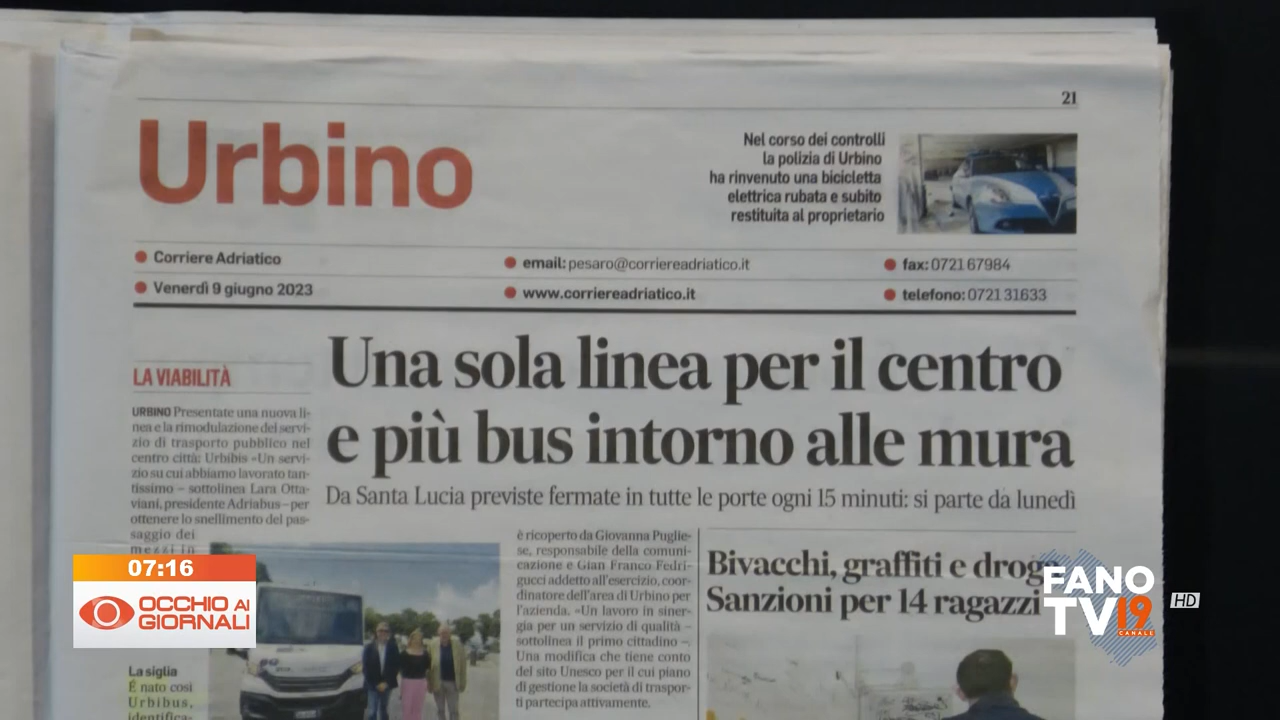 21
Urbino
Nel corso dei controlli
la polizia di Urbino
ha rinvenuto una bicicletta
elettrica rubata e subito
restituita al proprietario
Corriere Adriatico
email: pesaro@corriereadriatico.it
fax: 0721 67984
Venerdì 9 giugno 2023
www.corriereadriatico.it
telefono: 0721 31633
Una sola linea per il centro
e più bus intorno alle mura
Da Santa Lucia previste fermate in tutte le porte ogni 15 minuti: si parte da lunedì
LA VIABILITÀ
URBINO Presentate una nuova li-
nea e la rimodulazione dei servi-
zio di trasporto pubblico nel
centro città: Urbibis «Un servi-
zio su cui abbiamo lavorato tan-
tissimo – sottolinea Lara Otta-
viani, presidente Adriabus – per
ottenere lo snellimento del pas-
saggio dei
mezzi in
La siglia
È nato così
Urbibus,
identifica-
è ricoperto da Giovanna Puglie-
se, responsabile della comuni-
cazione e Gian Franco Fedri-
gucci addetto all'esercizio, coor-
dinatore dell'area di Urbino per
l'azienda. «Un lavoro in siner-
gia per un servizio di qualità –
sottolinea il primo cittadino –.
Una modifica che tiene conto
del sito Unesco per il cui piano
di gestione la società di traspor-
ti partecipa attivamente.
Bivacchi, graffiti e droga
Sanzioni per 14 ragazzi
07:16
OCCHIO AI
GIORNALI
FANO
TV 19
CANALE
HD